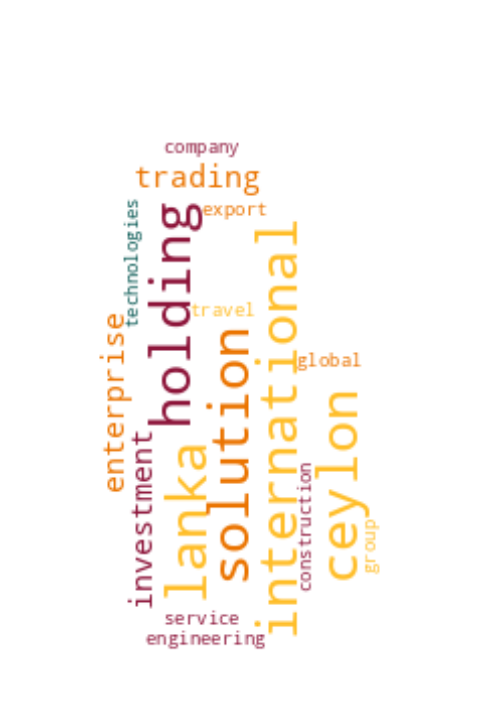 company
trading
export
technologies
holding
international
travel
enterprise
solution
global
ceylon
investment
lanka
construction
group
service
engineering